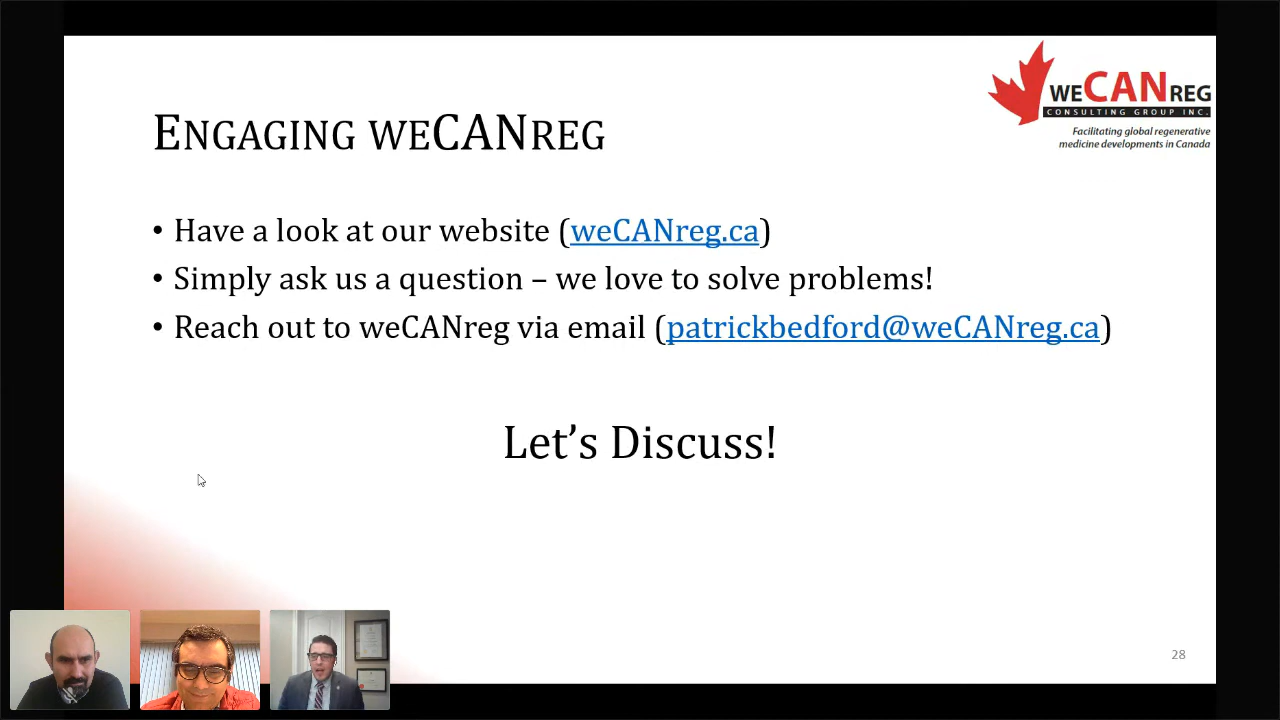 weCANreg
CONSULTING GROUP INC.
Facilitating global regenerative
medicine developments in Canada
Engaging weCANreg
• Have a look at our website (weCANreg.ca)
• Simply ask us a question – we love to solve problems!
• Reach out to weCANreg via email (patrickbedford@weCANreg.ca)
Let’s Discuss!
28